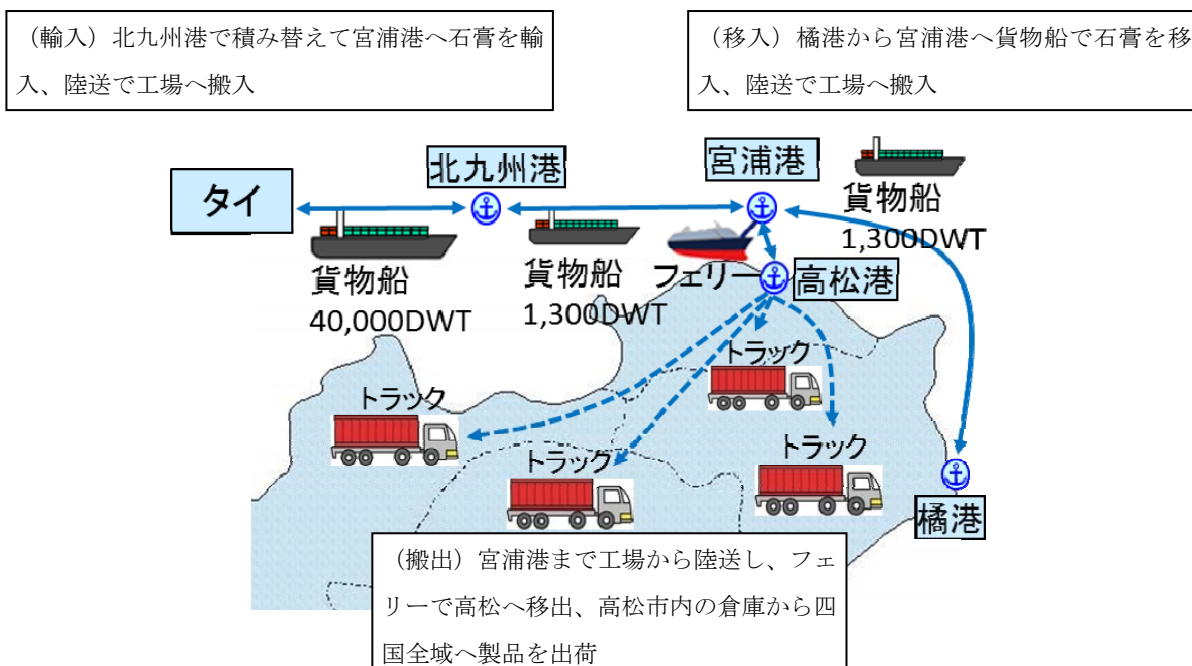 （輸入）北九州港で積み替えて宮浦港へ石膏を輸
入、陸送で工場へ搬入
（移入）橘港から宮浦港へ貨物船で石膏を移
入、陸送で工場へ搬入
タイ
北九州港
宮浦港
貨物船
40,000DWT
貨物船
1,300DWT
フェリー
高松港
貨物船
1,300DWT
トラック
トラック
トラック
トラック
橘港
（搬出）宮浦港まで工場から陸送し、フェ
リーで高松へ移出、高松市内の倉庫から四
国全域へ製品を出荷